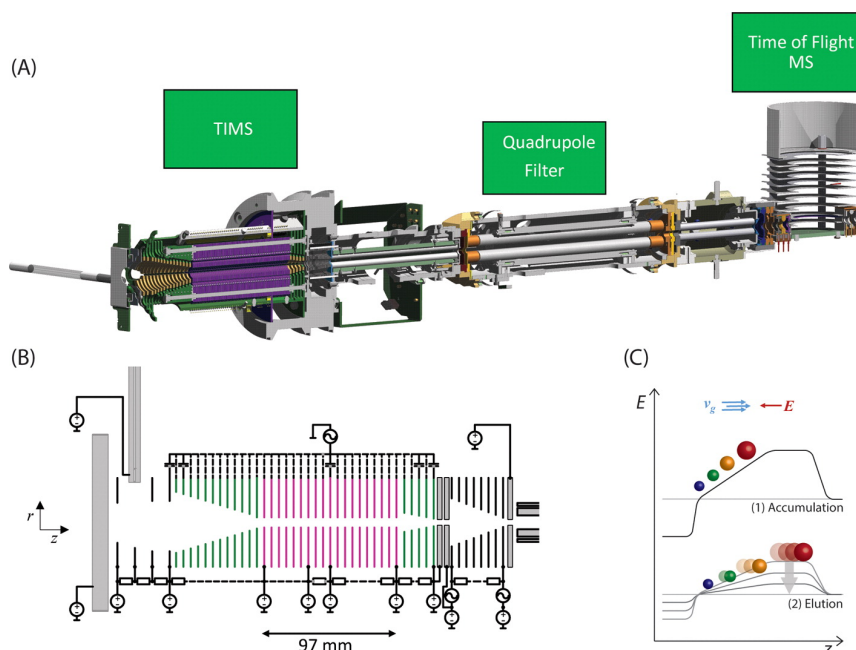 (A)
TIMS
Quadrupole
Filter
Time of Flight
MS
(B)
r
z
97 mm
(C)
E
v_g
E
(1) Accumulation
(2) Elution
z